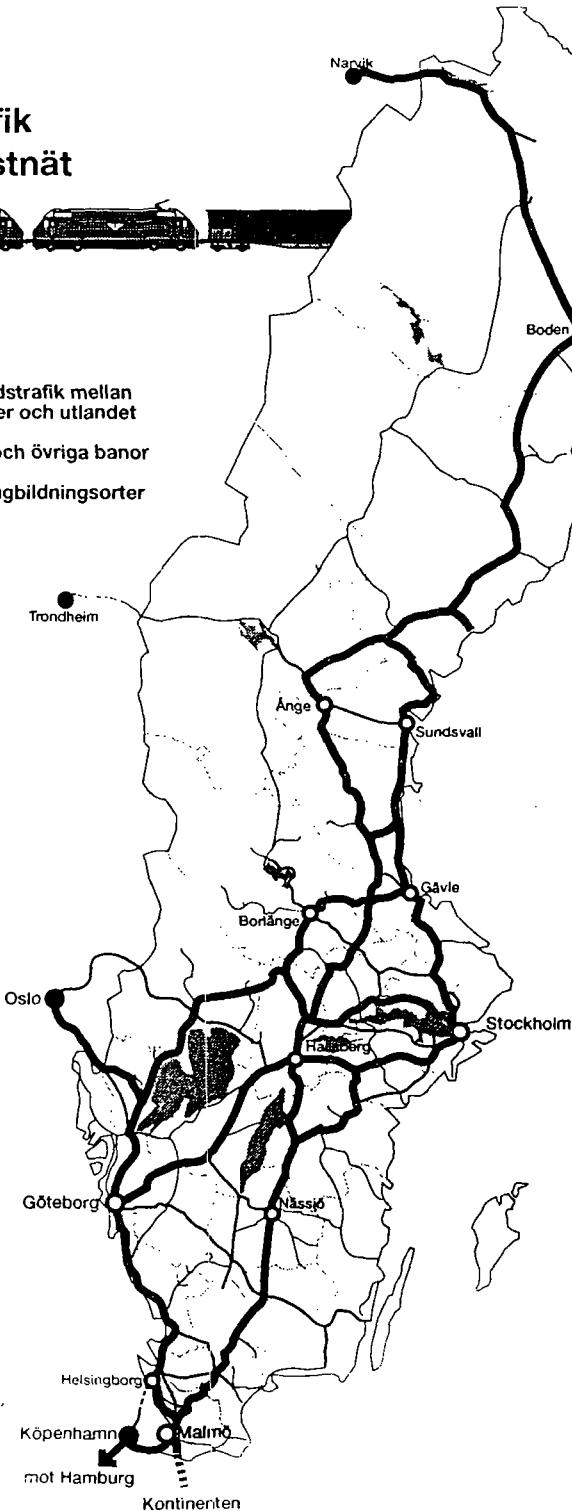 fik
stnät
dstrafik mellan
er och utlandet
och övriga banor
gbildningsorter
Narvik
Boden
Trondheim
Ånge
Sundsvall
Gävle
Borlänge
Oslo
Stockholm
Hallsberg
Göteborg
Nässjö
Helsingborg
Köpenhamn
Malmö
mot Hamburg
Kontinenten